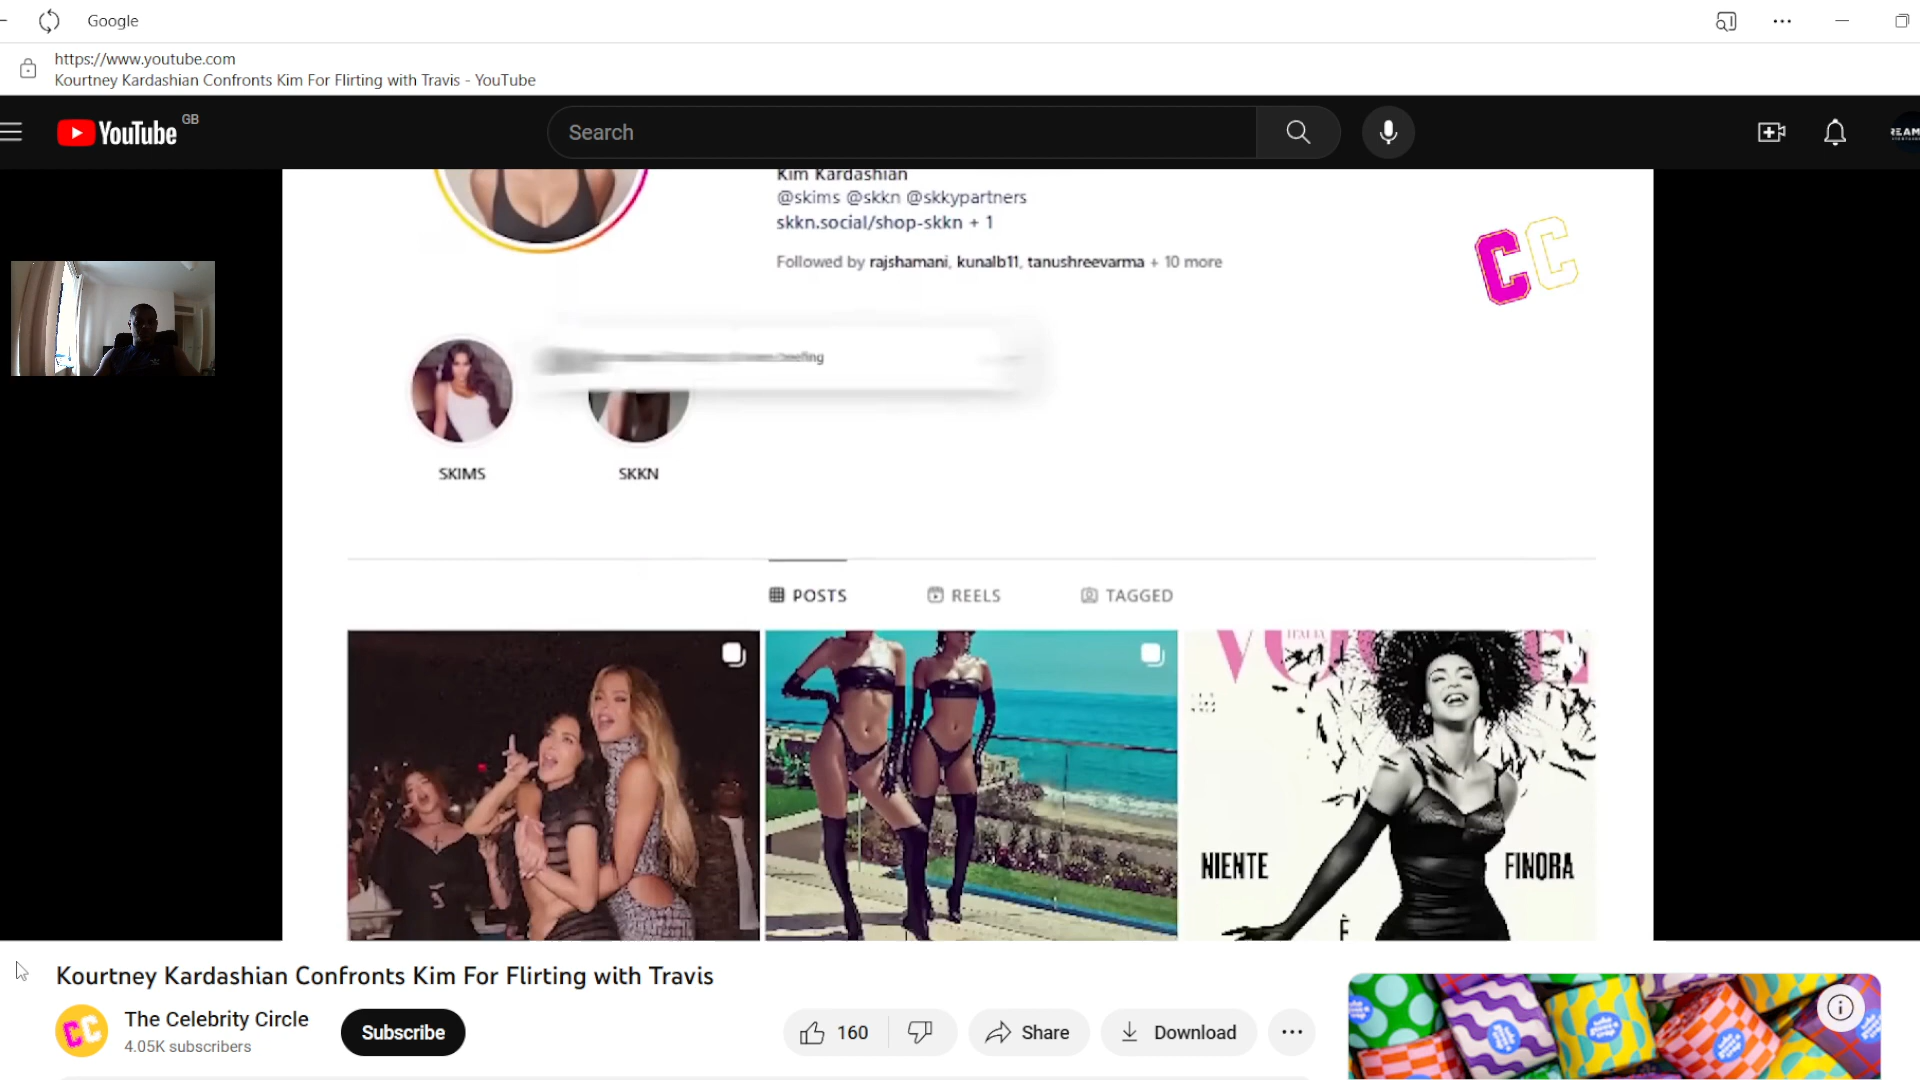 Google
https://www.youtube.com
Kourtney Kardashian Confronts Kim For Flirting with Travis - YouTube
YouTube GB
Search
REAM
Kim Kardashian
@skims @skkn @skkypartners
skkn.social/shop-skkn + 1
Followed by rajshamani, kunalb11, tanushreevarma + 10 more
CC
SKIMS
SKKN
POSTS
REELS
TAGGED
ITALIA
NIENTE
FINORA
È
Kourtney Kardashian Confronts Kim For Flirting with Travis
CC
The Celebrity Circle
4.05K subscribers
Subscribe
160
Share
Download